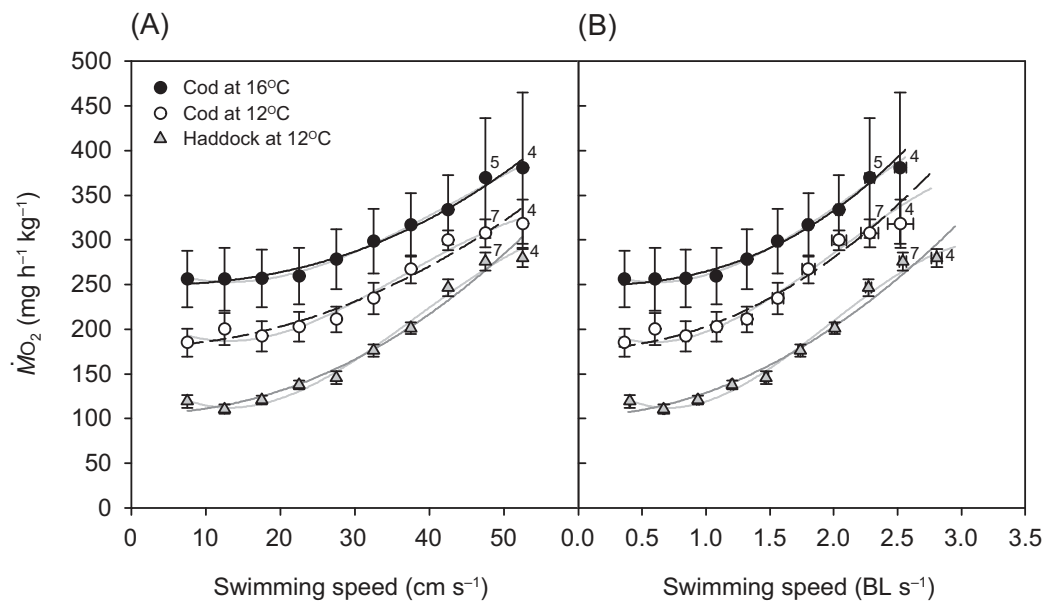 (A) (B)
500
450
400
350
300
250
200
150
100
50
0
ṀO₂ (mg h⁻¹ kg⁻¹)
Cod at 16ºC
Cod at 12ºC
Haddock at 12ºC
5 4
7 4
7 4
5 4
7 4
7 4
0 10 20 30 40 50 0.0 0.5 1.0 1.5 2.0 2.5 3.0 3.5
Swimming speed (cm s⁻¹) Swimming speed (BL s⁻¹)